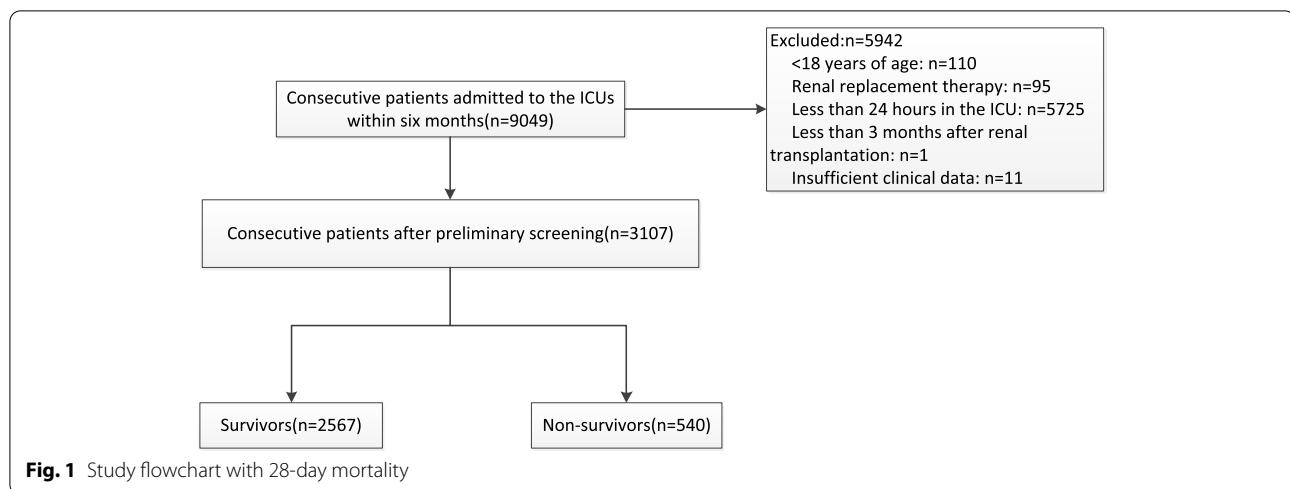 Consecutive patients admitted to the ICUs
within six months(n=9049)
Excluded:n=5942
<18 years of age: n=110
Renal replacement therapy: n=95
Less than 24 hours in the ICU: n=5725
Less than 3 months after renal
transplantation: n=1
Insufficient clinical data: n=11
Consecutive patients after preliminary screening(n=3107)
Survivors(n=2567)
Non-survivors(n=540)
Fig. 1 Study flowchart with 28-day mortality